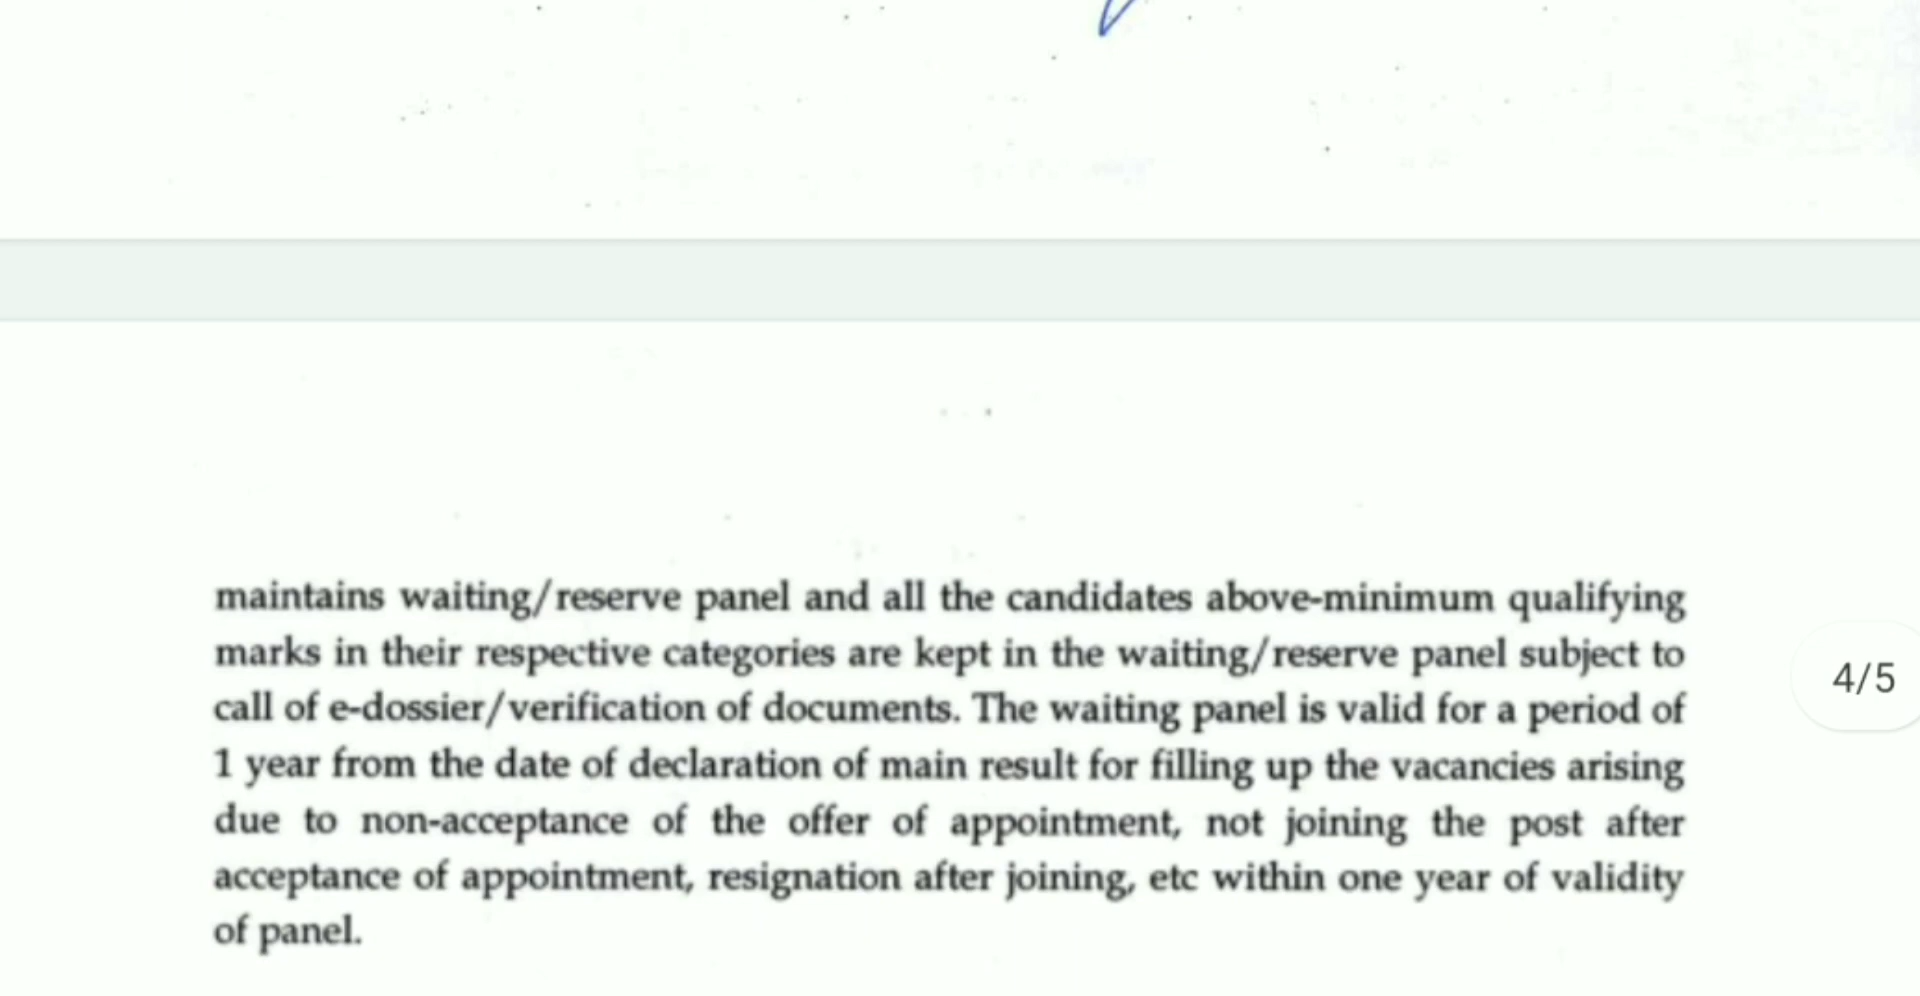 maintains waiting/reserve panel and all the candidates above-minimum qualifying
marks in their respective categories are kept in the waiting/reserve panel subject to
call of e-dossier/verification of documents. The waiting panel is valid for a period of
1 year from the date of declaration of main result for filling up the vacancies arising
due to non-acceptance of the offer of appointment, not joining the post after
acceptance of appointment, resignation after joining, etc within one year of validity
of panel.
4/5